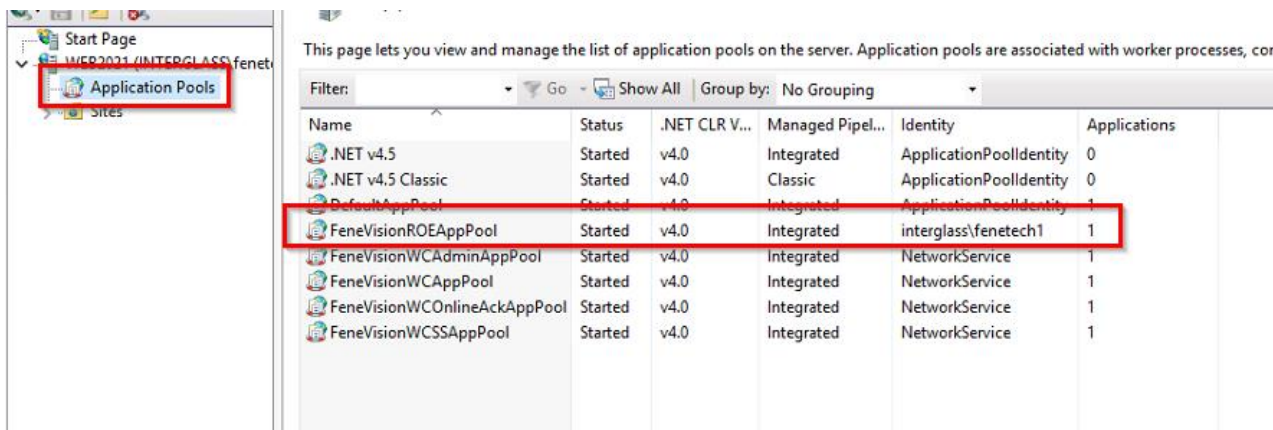 Start Page
WEB2021 (INTERGLASS\fenet
Application Pools
Sites
This page lets you view and manage the list of application pools on the server. Application pools are associated with worker processes, cor
Filter: Go Show All Group by: No Grouping
Name Status .NET CLR V... Managed Pipel... Identity Applications
.NET v4.5 Started v4.0 Integrated ApplicationPoolIdentity 0
.NET v4.5 Classic Started v4.0 Classic ApplicationPoolIdentity 0
DefaultAppPool Started v4.0 Integrated ApplicationPoolIdentity 1
FeneVisionROEAppPool Started v4.0 Integrated interglass\fenetech1 1
FeneVisionWCAdminAppPool Started v4.0 Integrated NetworkService 1
FeneVisionWCAppPool Started v4.0 Integrated NetworkService 1
FeneVisionWCOnlineAckAppPool Started v4.0 Integrated NetworkService 1
FeneVisionWCSSAppPool Started v4.0 Integrated NetworkService 1